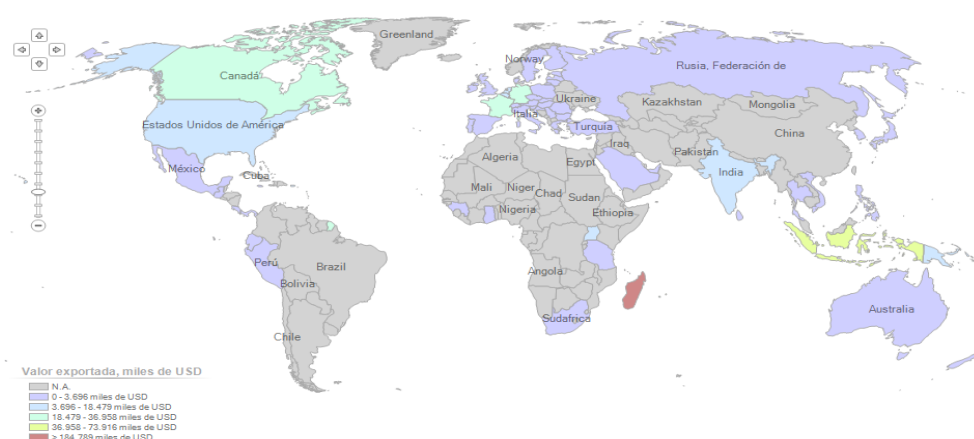 Greenland
Norway
Rusia, Federación de
Canadá
Ukraine
Kazakhstan
Mongolia
Italia
Estados Unidos de América
Turquía
China
Iraq
Pakistan
Algeria
Egypt
México
India
Cuba
Mali
Niger
Chad
Sudan
Nigeria
Ethiopia
Perú
Brazil
Angola
Bolivia
Australia
Sudafrica
Chile
Valor exportada, miles de USD
N.A.
0 - 3.696 miles de USD
3.696 - 18.479 miles de USD
18.479 - 36.958 miles de USD
36.958 - 73.916 miles de USD
> 184.789 miles de USD